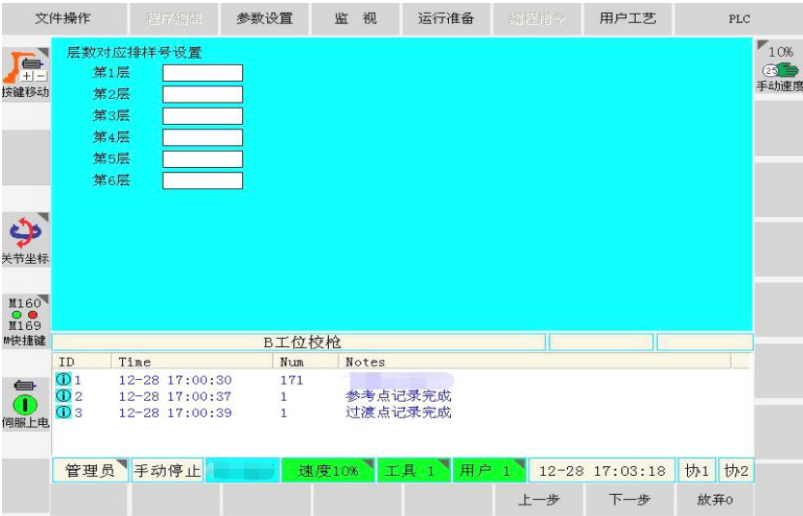 文件操作 程序编辑 参数设置 监 视 运行准备 编程指令 用户工艺 PLC
层数对应排样号设置
第1层
第2层
第3层
第4层
第5层
第6层
+ -
按键移动
关节坐标
M160
M169
M快捷键
伺服上电
10%
25
手动速度
B工位校枪
ID Time Num Notes
1 12-28 17:00:30 171
2 12-28 17:00:37 1 参考点记录完成
3 12-28 17:00:39 1 过渡点记录完成
管理员 手动停止 速度10% 工具 1 用户 1 12-28 17:03:18 协1 协2
上一步 下一步 放弃0